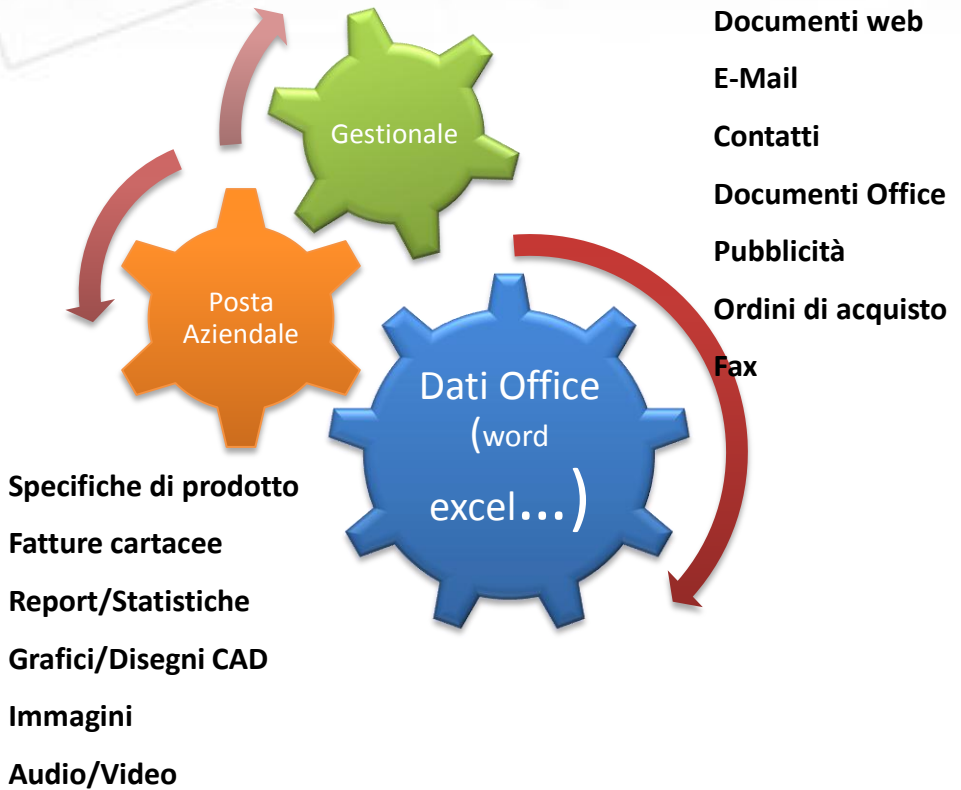 Documenti web
E-Mail
Contatti
Documenti Office
Pubblicità
Ordini di acquisto
Fax
Gestionale
Posta
Aziendale
Dati Office
(word
excel...)
Specifiche di prodotto
Fatture cartacee
Report/Statistiche
Grafici/Disegni CAD
Immagini
Audio/Video